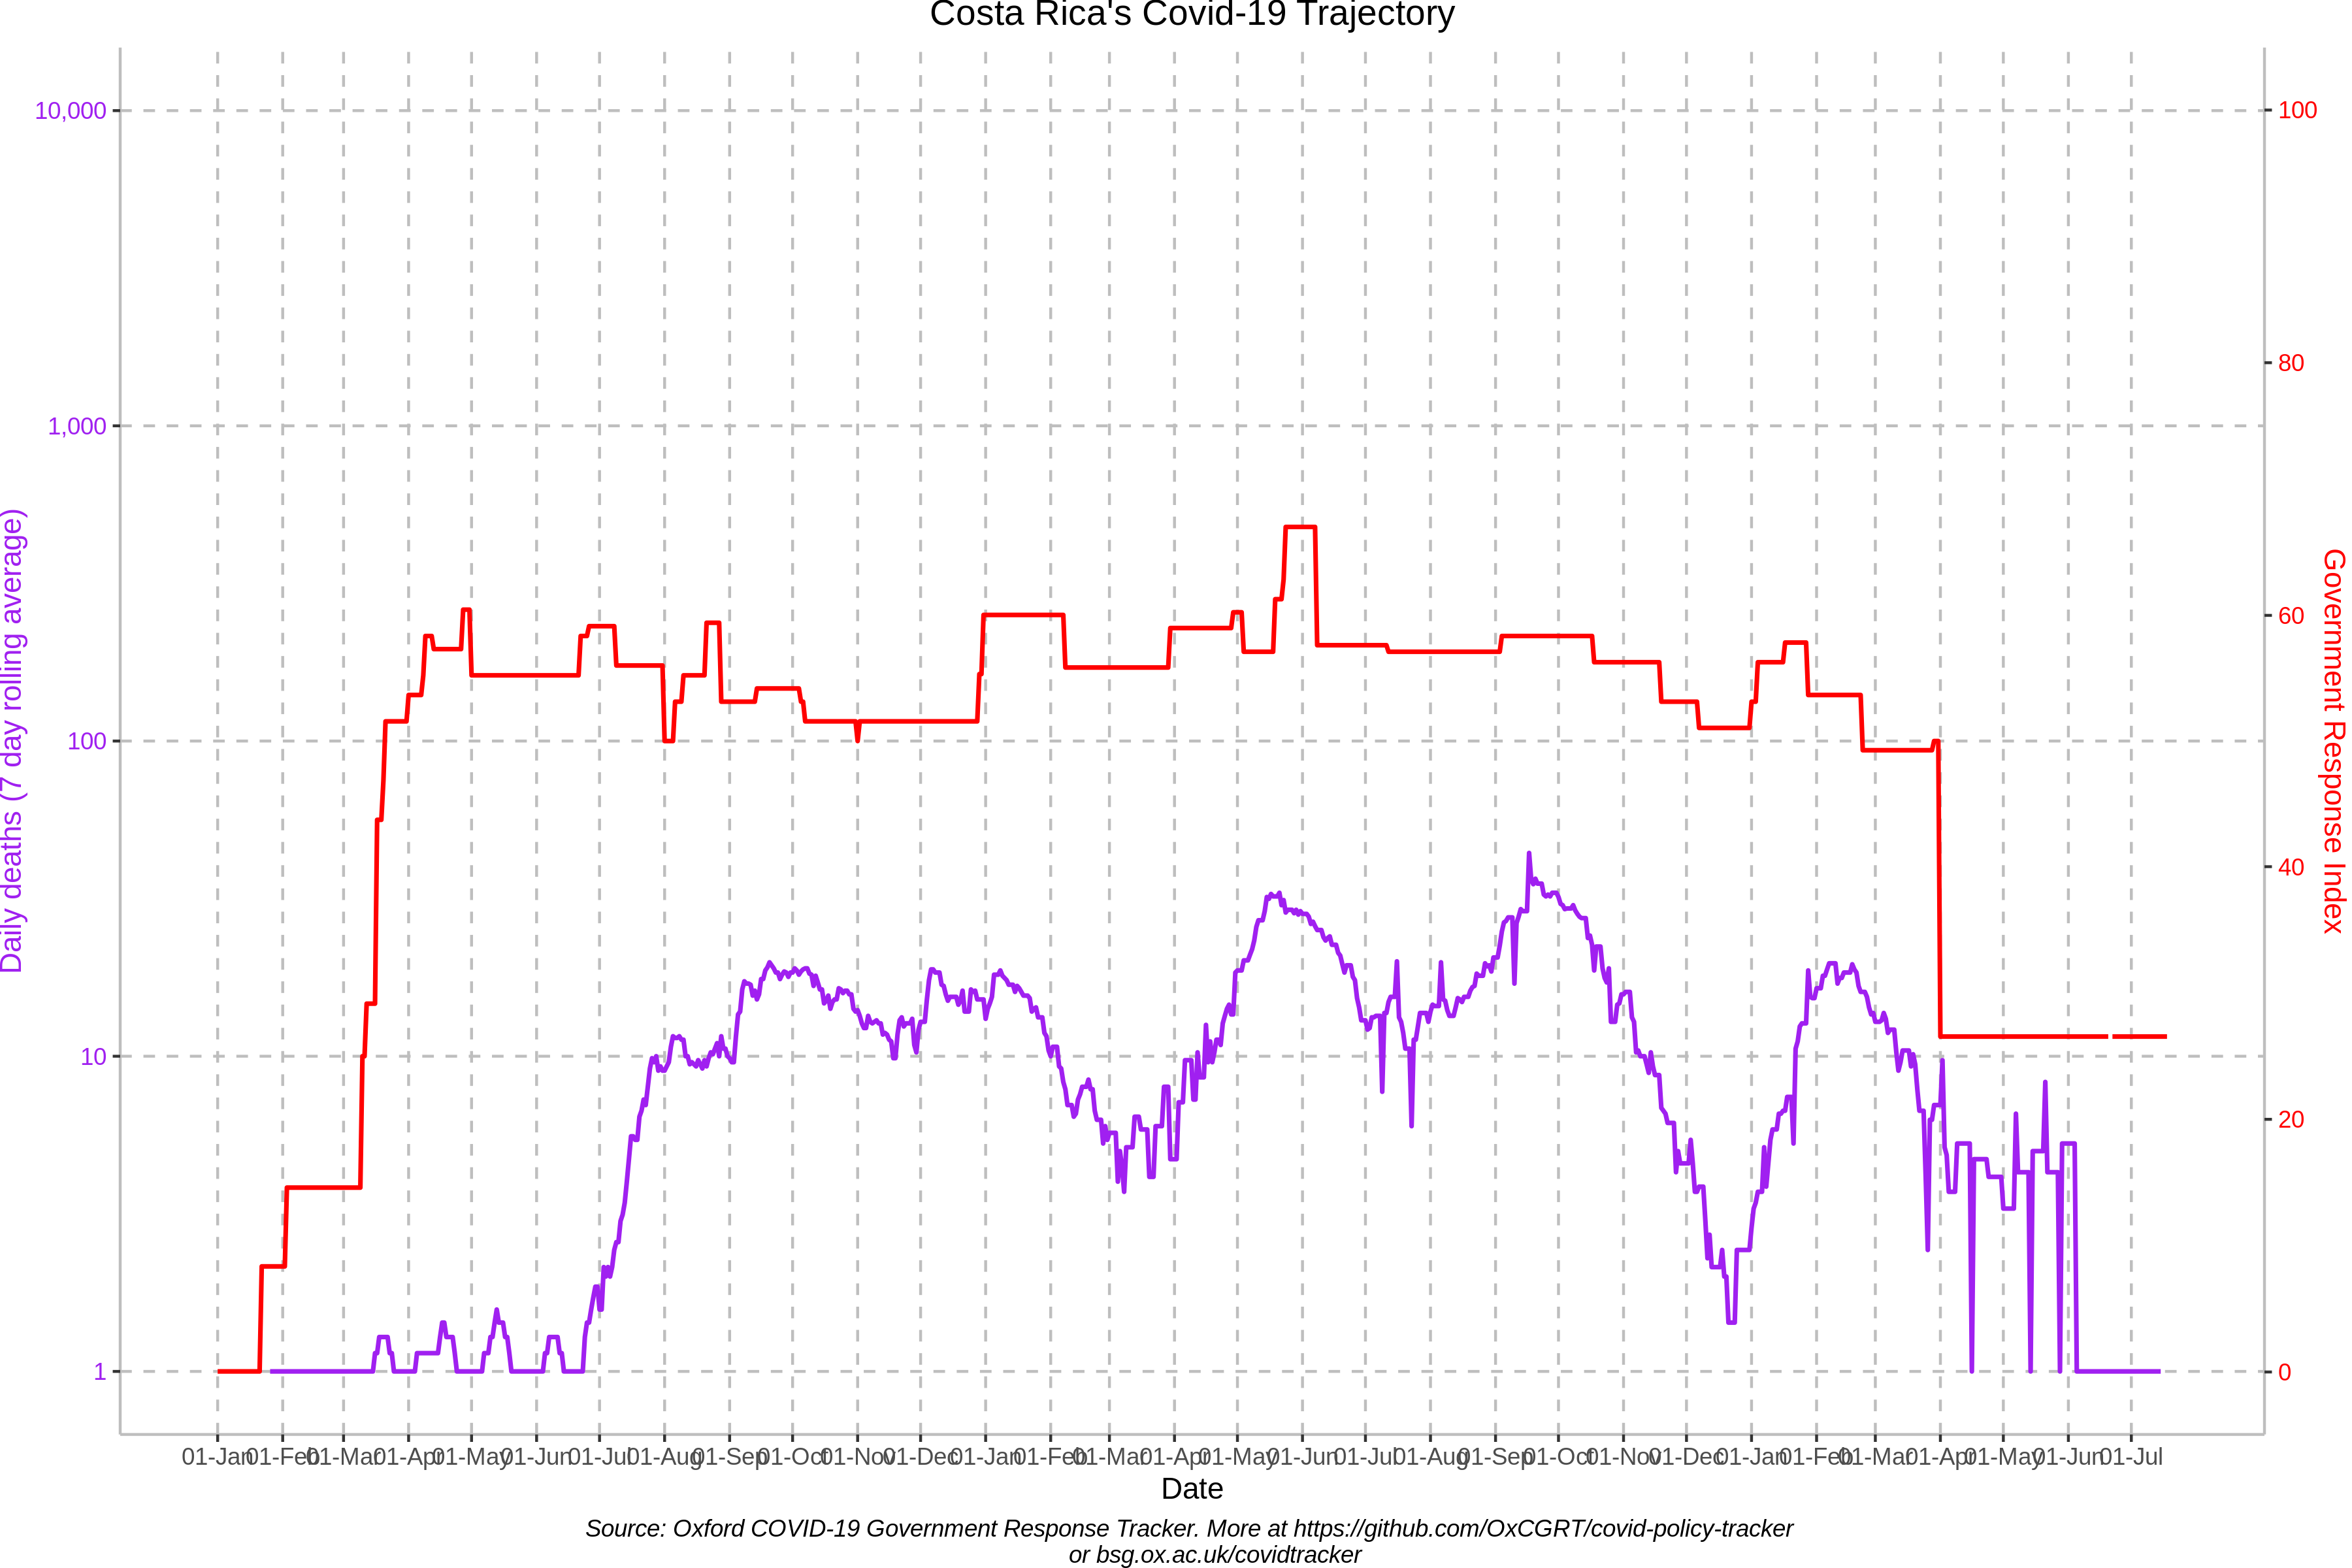 Costa Rica's Covid-19 Trajectory
10,000
1,000
100
10
1
Daily deaths (7 day rolling average)
100
80
60
40
20
0
Government Response Index
01-Jan 01-Feb 01-Mar 01-Apr 01-May 01-Jun 01-Jul 01-Aug 01-Sep 01-Oct 01-Nov 01-Dec 01-Jan 01-Feb 01-Mar 01-Apr 01-May 01-Jun 01-Jul 01-Aug 01-Sep 01-Oct 01-Nov 01-Dec 01-Jan 01-Feb 01-Mar 01-Apr 01-May 01-Jun 01-Jul
Date
Source: Oxford COVID-19 Government Response Tracker. More at https://github.com/OxCGRT/covid-policy-tracker
or bsg.ox.ac.uk/covidtracker